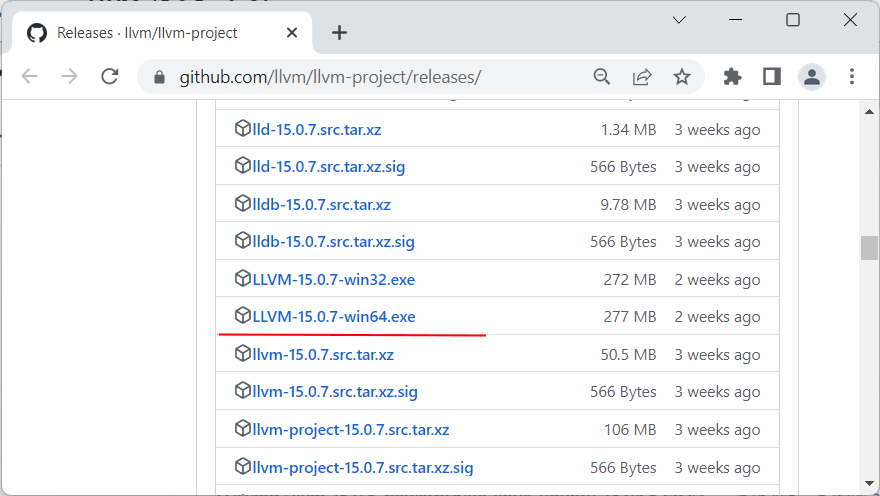 Releases · llvm/llvm-project
github.com/llvm/llvm-project/releases/
lld-15.0.7.src.tar.xz 1.34 MB 3 weeks ago
lld-15.0.7.src.tar.xz.sig 566 Bytes 3 weeks ago
lldb-15.0.7.src.tar.xz 9.78 MB 3 weeks ago
lldb-15.0.7.src.tar.xz.sig 566 Bytes 3 weeks ago
LLVM-15.0.7-win32.exe 272 MB 2 weeks ago
LLVM-15.0.7-win64.exe 277 MB 2 weeks ago
llvm-15.0.7.src.tar.xz 50.5 MB 3 weeks ago
llvm-15.0.7.src.tar.xz.sig 566 Bytes 3 weeks ago
llvm-project-15.0.7.src.tar.xz 106 MB 3 weeks ago
llvm-project-15.0.7.src.tar.xz.sig 566 Bytes 3 weeks ago